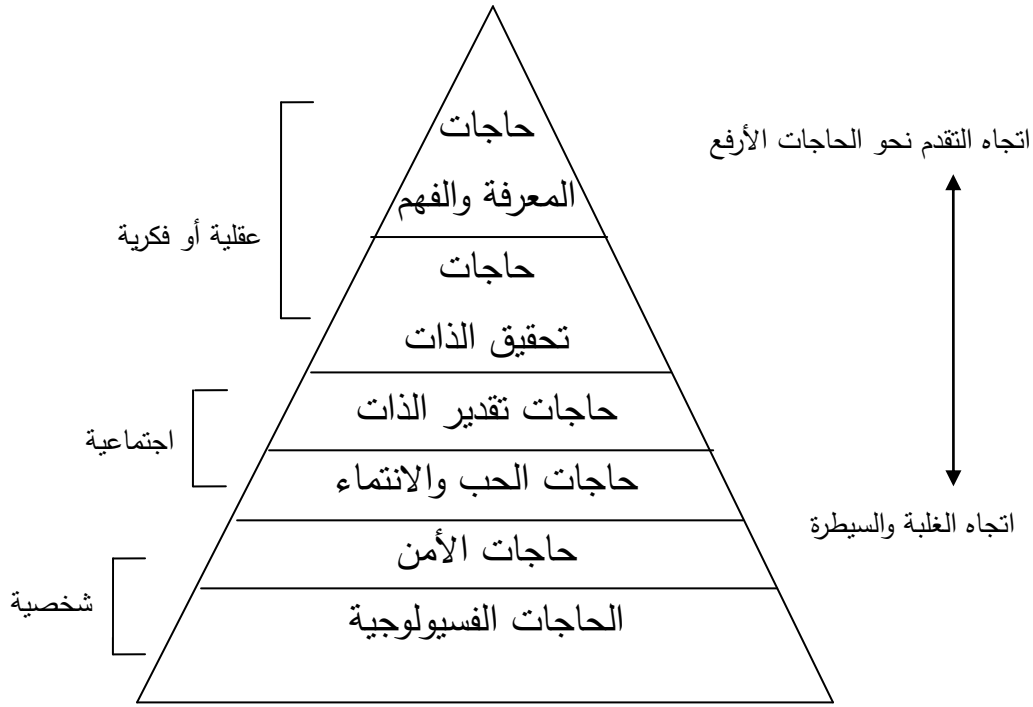 حاجات
اتجاه التقدم نحو الحاجات الأرفع
المعرفة والفهم
عقلية أو فكرية
حاجات
تحقيق الذات
حاجات تقدير الذات
اجتماعية
حاجات الحب والانتماء
اتجاه الغلبة والسيطرة
حاجات الأمن
شخصية
الحاجات الفسيولوجية